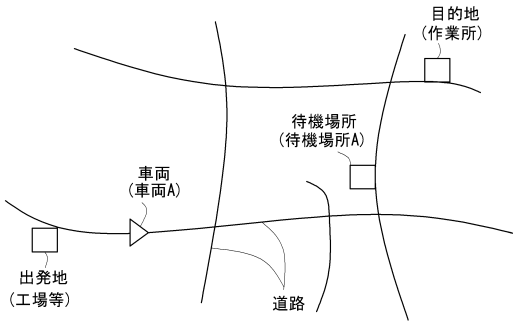 目的地
(作業所)
待機場所
(待機場所A)
車両
(車両A)
出発地
(工場等)
道路